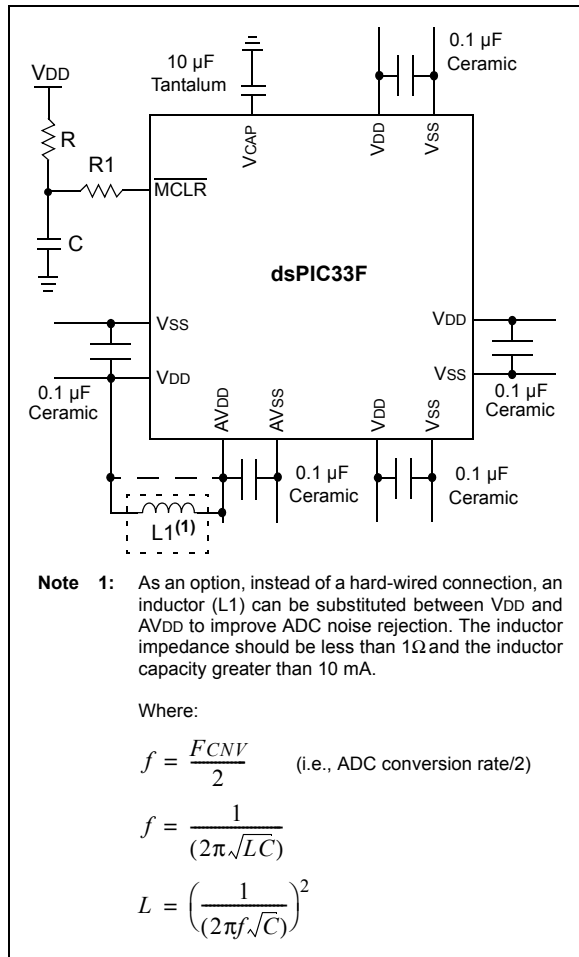 VDD
R
R1
C
10 µF
Tantalum
0.1 µF
Ceramic
VCAP
VDD
VSS
MCLR
dsPIC33F
VSS
VDD
0.1 µF
Ceramic
VDD
VSS
0.1 µF
Ceramic
AVDD
AVSS
VDD
VSS
0.1 µF
Ceramic
0.1 µF
Ceramic
L1(1)
Note 1: As an option, instead of a hard-wired connection, an
inductor (L1) can be substituted between VDD and
AVDD to improve ADC noise rejection. The inductor
impedance should be less than 1Ω and the inductor
capacity greater than 10 mA.
Where:
f = FCNV / 2 (i.e., ADC conversion rate/2)
f = 1 / (2π√LC)
L = (1 / (2πf√C))²